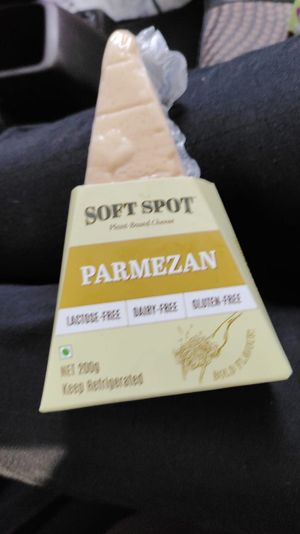 SOFT SPOT
Plant-Based Cheese
PARMEZAN
LACTOSE-FREE DAIRY-FREE GLUTEN-FREE
NET 200g
Keep Refrigerated
BOLD FLAVOUR!